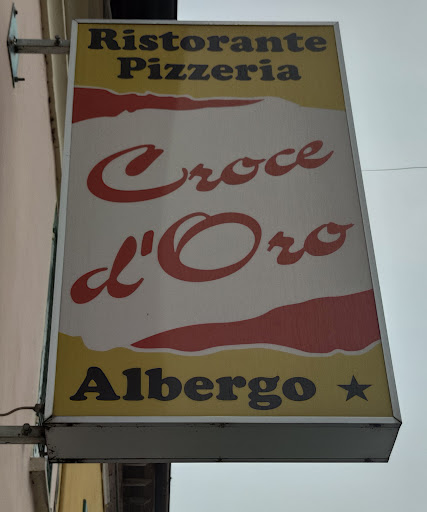 Ristorante
Pizzeria
Croce
d'Oro
Albergo ★